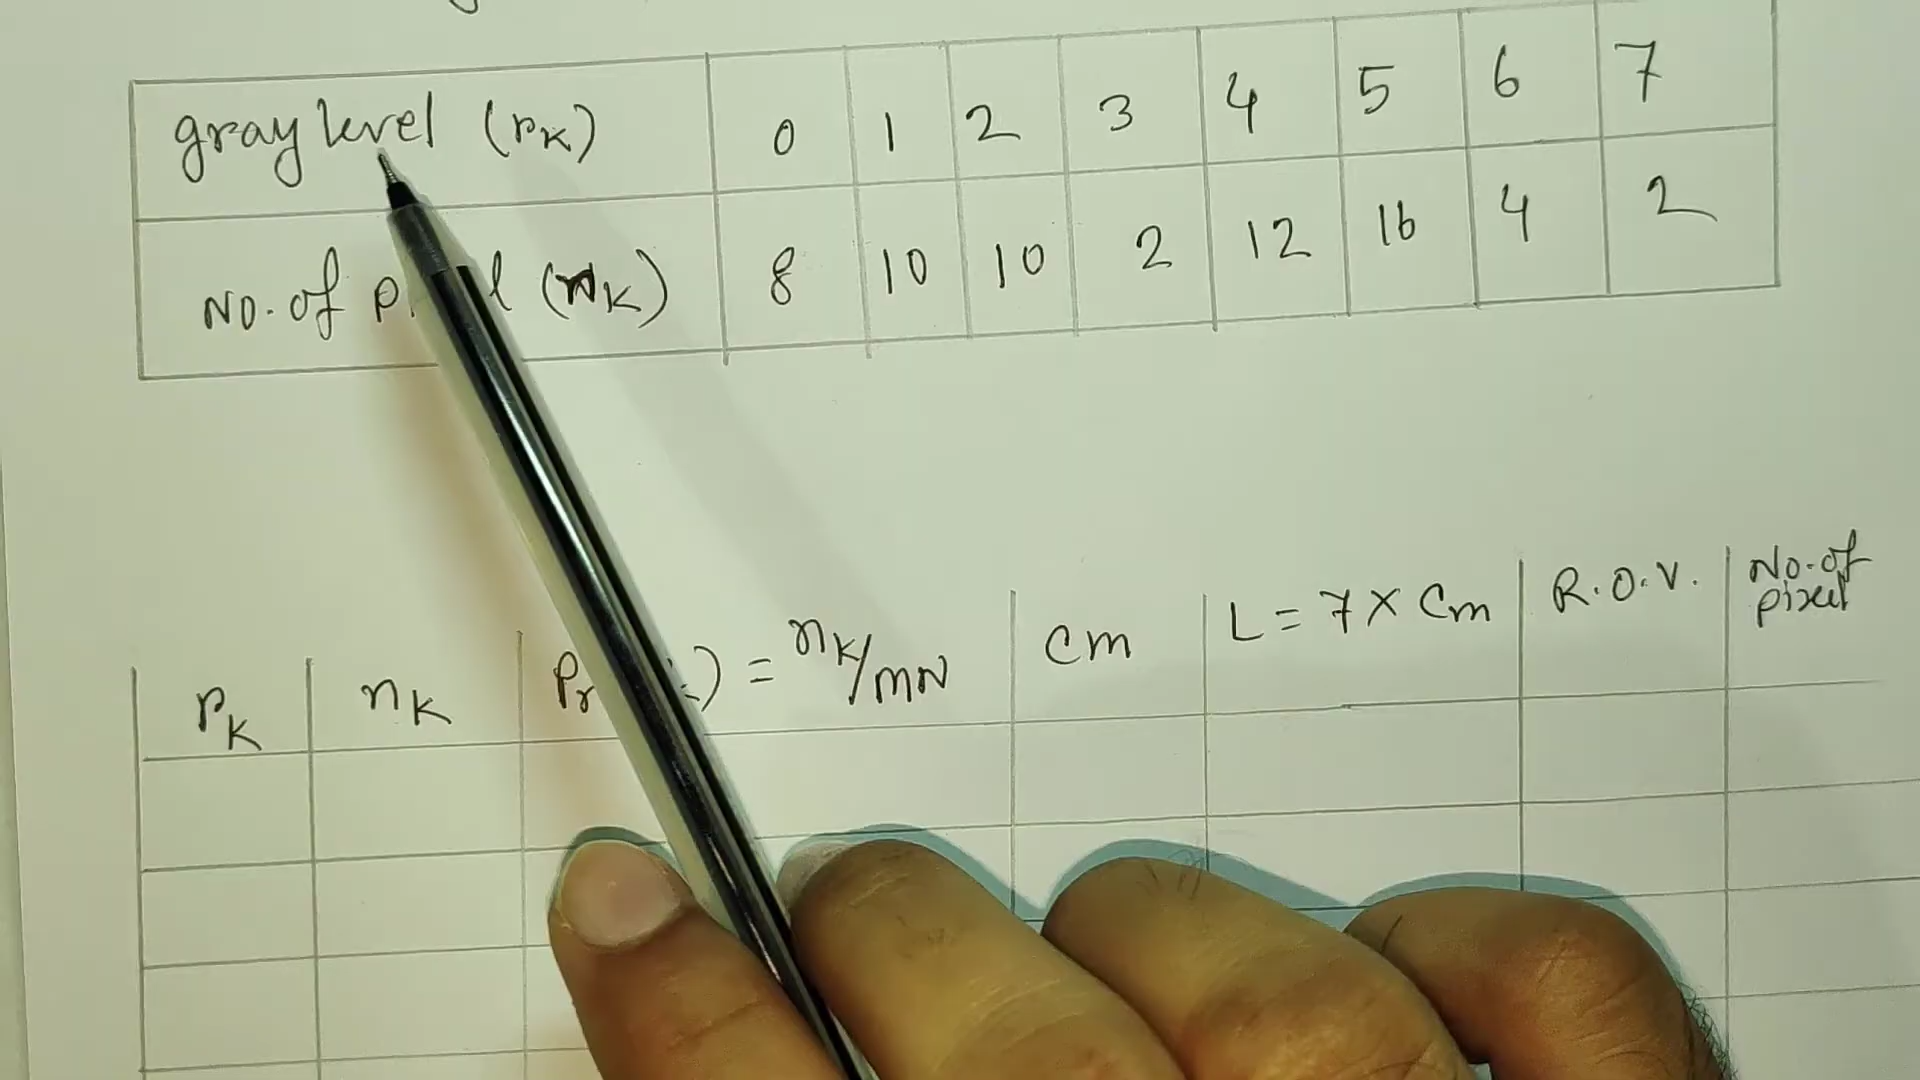 gray level (rK) 0 1 2 3 4 5 6 7
No. of (nK) 8 10 10 2 12 16 4 2
rK nK = nK/MN Cm L = 7 × Cm R.O.V. No. of pixel